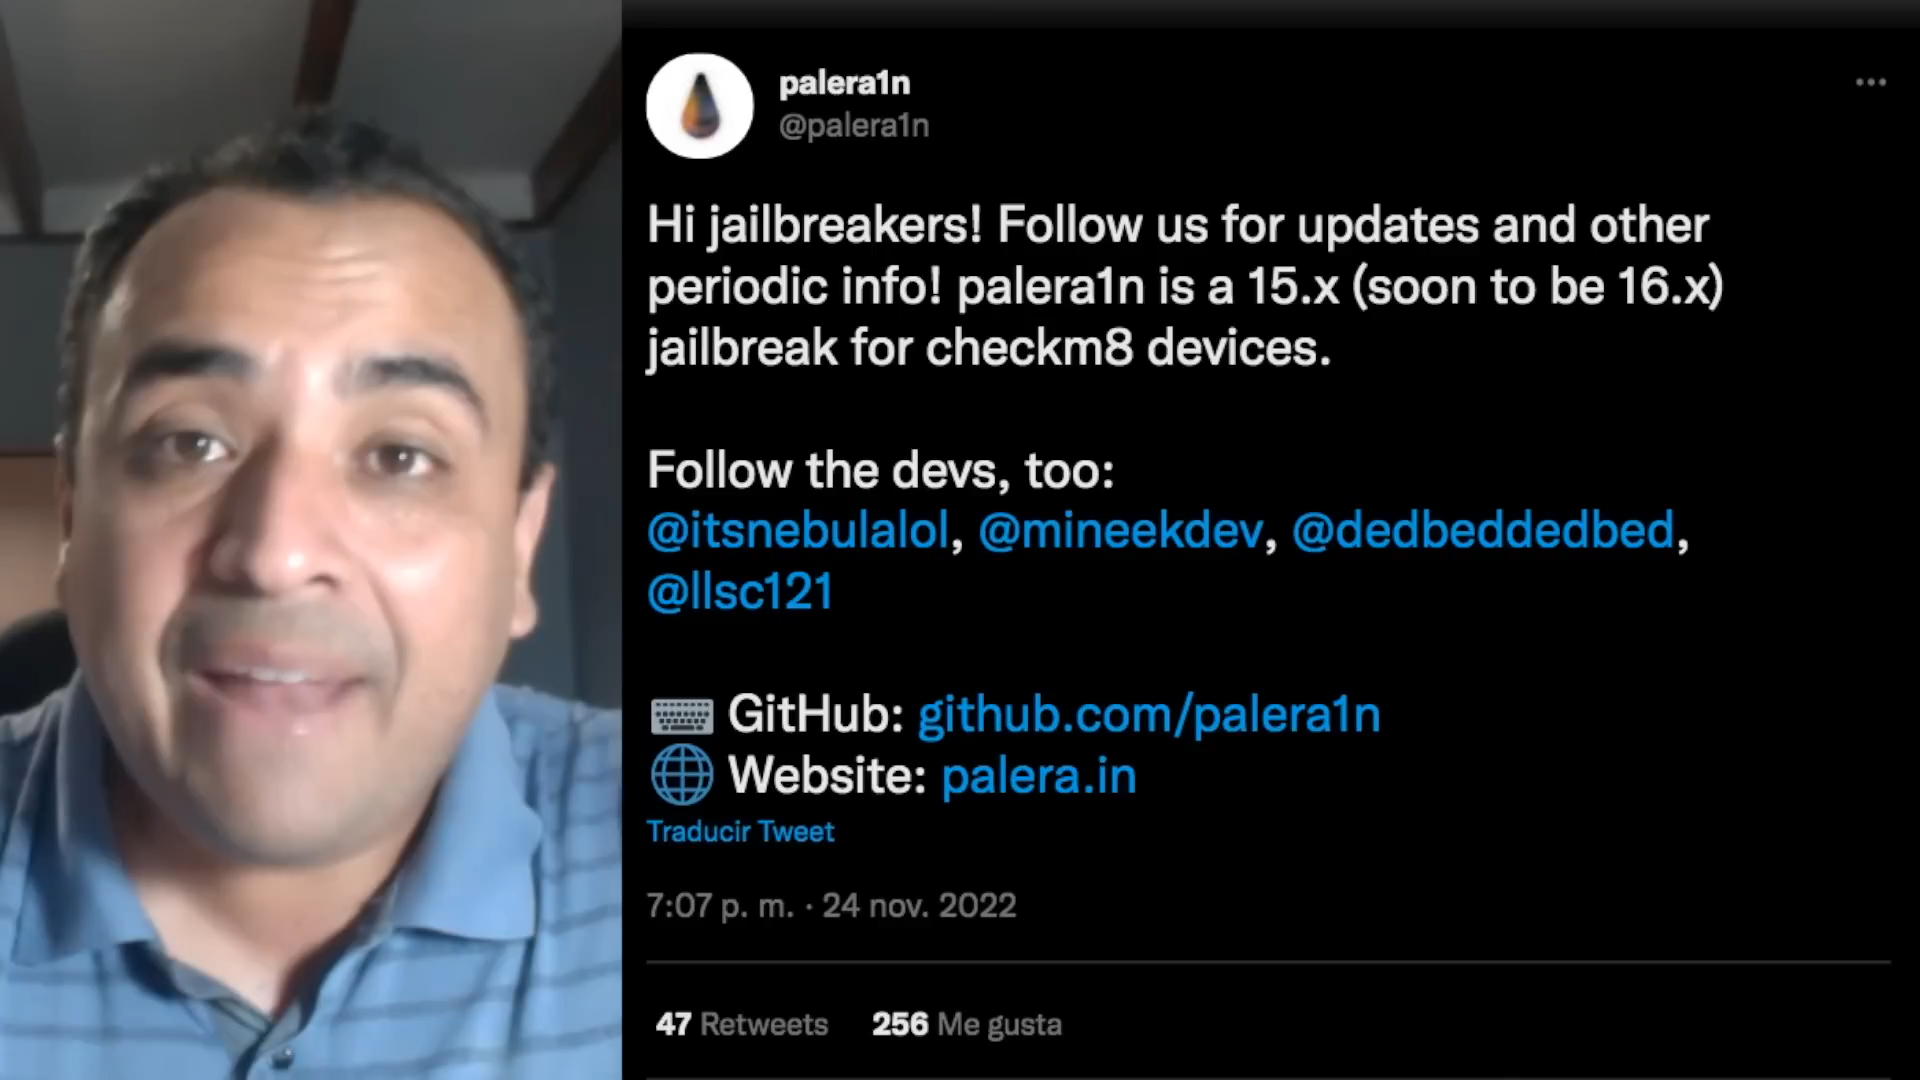 palera1n
@palera1n
Hi jailbreakers! Follow us for updates and other
periodic info! palera1n is a 15.x (soon to be 16.x)
jailbreak for checkm8 devices.
Follow the devs, too:
@itsnebulalol, @mineekdev, @dedbeddedbed,
@llsc121
GitHub: github.com/palera1n
Website: palera.in
Traducir Tweet
7:07 p. m. · 24 nov. 2022
47 Retweets 256 Me gusta